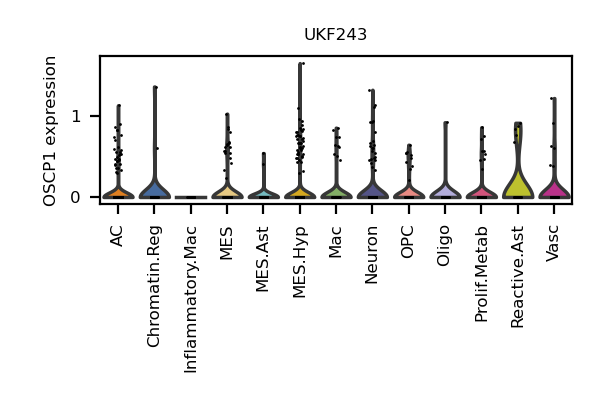 UKF243
OSCP1 expression
1
0
AC
Chromatin.Reg
Inflammatory.Mac
MES
MES.Ast
MES.Hyp
Mac
Neuron
OPC
Oligo
Prolif.Metab
Reactive.Ast
Vasc